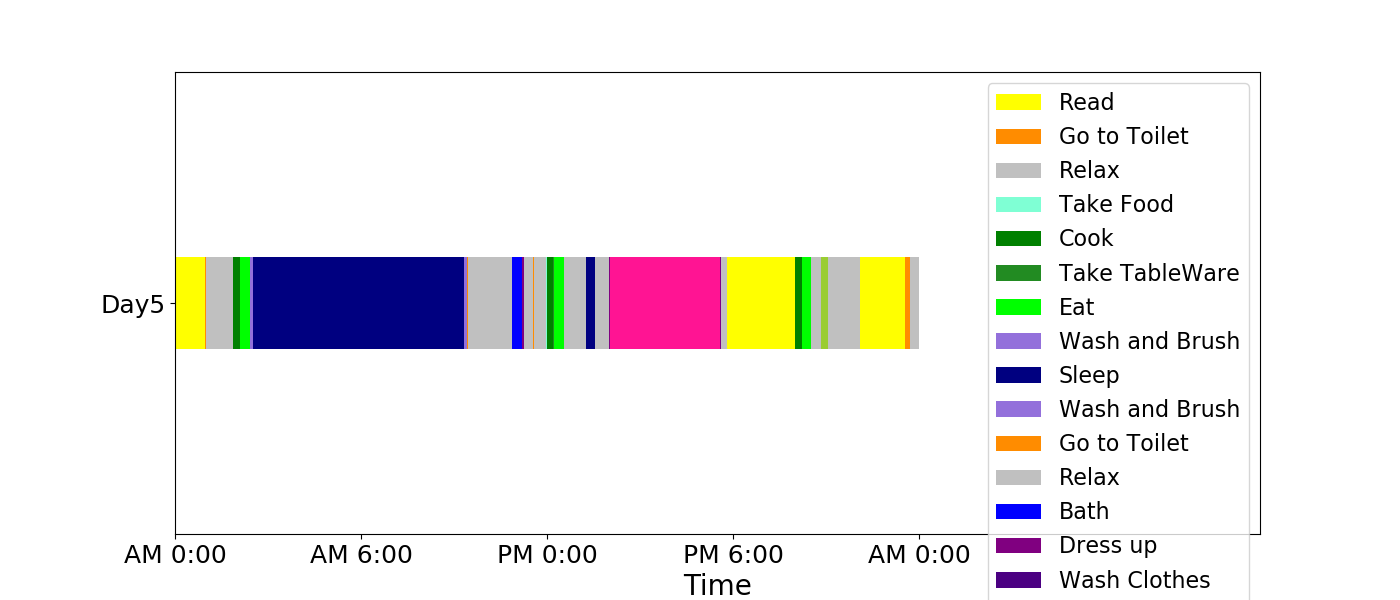 Read
Go to Toilet
Relax
Take Food
Cook
Take TableWare
Eat
Wash and Brush
Sleep
Wash and Brush
Go to Toilet
Relax
Bath
Dress up
Wash Clothes
Day5
AM 0:00 AM 6:00 PM 0:00 PM 6:00 AM 0:00
Time